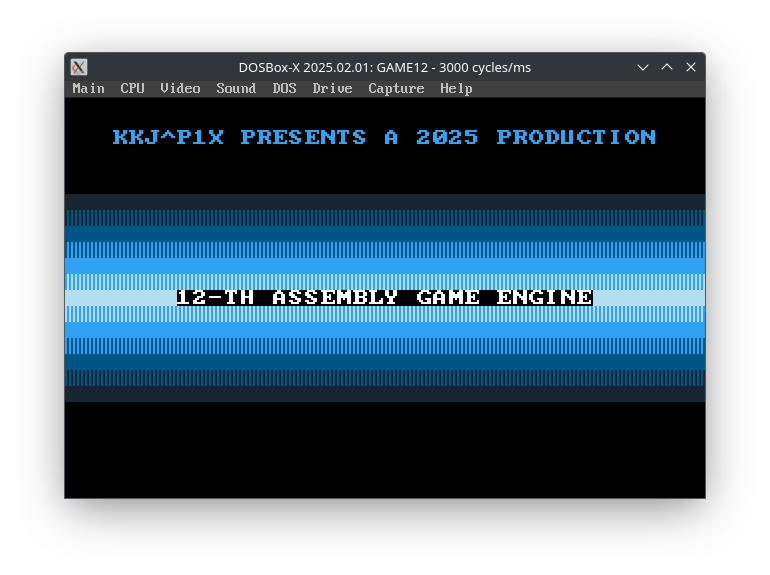 DOSBox-X 2025.02.01: GAME12 - 3000 cycles/ms
Main CPU Video Sound DOS Drive Capture Help
KKJ^P1X PRESENTS A 2025 PRODUCTION
12-TH ASSEMBLY GAME ENGINE